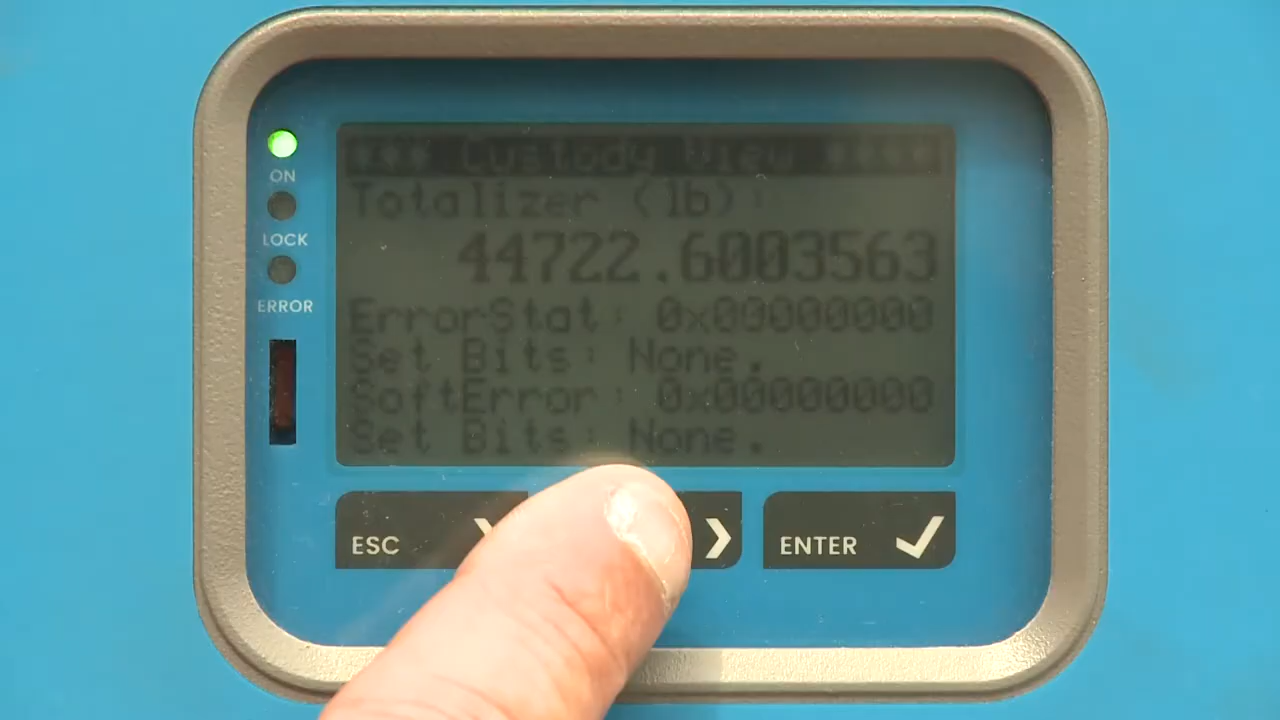 *** Custody View ****
Totalizer (lb):
44722.6003563
ErrorStat: 0x00000000
Set Bits: None.
SoftError: 0x00000000
Set Bits: None.
ON
LOCK
ERROR
ESC
ENTER